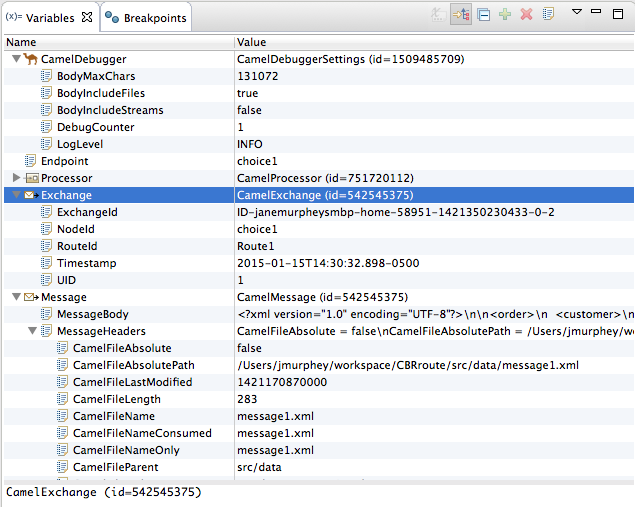 (x)= Variables Breakpoints
Name Value
CamelDebugger CamelDebuggerSettings (id=1509485709)
BodyMaxChars 131072
BodyIncludeFiles true
BodyIncludeStreams false
DebugCounter 1
LogLevel INFO
Endpoint choice1
Processor CamelProcessor (id=751720112)
Exchange CamelExchange (id=542545375)
ExchangeId ID-janemurpheysmbp-home-58951-1421350230433-0-2
NodeId choice1
RouteId Route1
Timestamp 2015-01-15T14:30:32.898-0500
UID 1
Message CamelMessage (id=542545375)
MessageBody <?xml version="1.0" encoding="UTF-8"?>\n\n<order>\n <customer>\n
MessageHeaders CamelFileAbsolute = false\nCamelFileAbsolutePath = /Users/jmurphey/wo
CamelFileAbsolute false
CamelFileAbsolutePath /Users/jmurphey/workspace/CBRroute/src/data/message1.xml
CamelFileLastModified 1421170870000
CamelFileLength 283
CamelFileName message1.xml
CamelFileNameConsumed message1.xml
CamelFileNameOnly message1.xml
CamelFileParent src/data
CamelExchange (id=542545375)